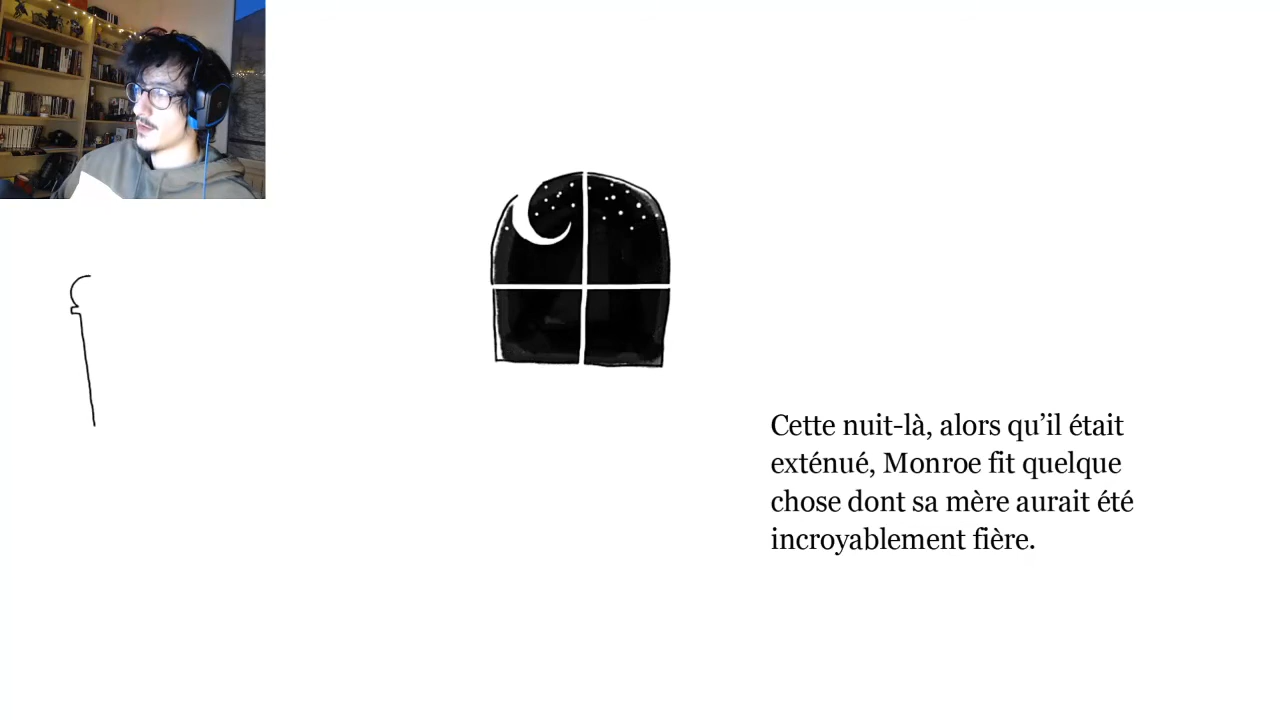 Cette nuit-là, alors qu’il était
exténué, Monroe fit quelque
chose dont sa mère aurait été
incroyablement fière.